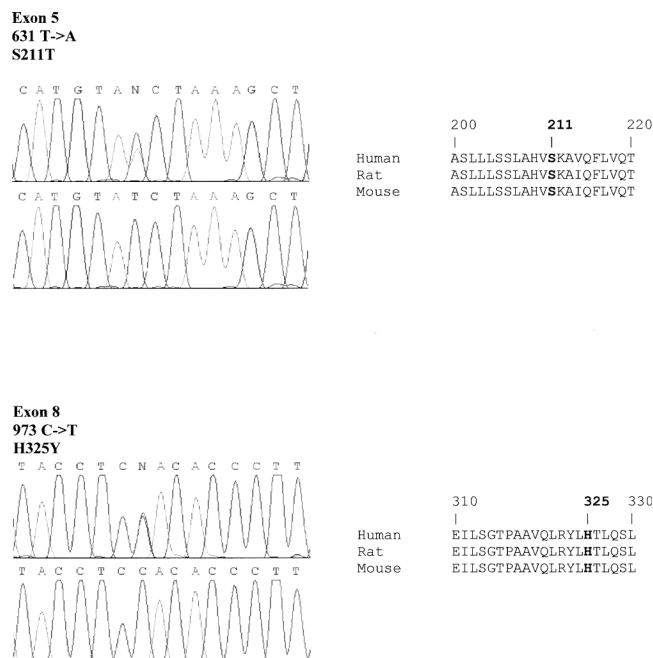 Exon 5
631 T->A
S211T
C A T G T A N C T A A A G C T
200 211 220
Human ASLLLSSLAHVSKAVQFLVQT
Rat ASLLLSSLAHVSKAIQFLVQT
Mouse ASLLLSSLAHVSKAIQFLVQT
C A T G T A T C T A A A G C T
Exon 8
973 C->T
H325Y
T A C C T C N A C A C C C T T
310 325 330
Human EILSGTPAAVQLRYLHTLQSL
Rat EILSGTPAAVQLRYLHTLQSL
Mouse EILSGTPAAVQLRYLHTLQSL
T A C C T C C A C A C C C T T